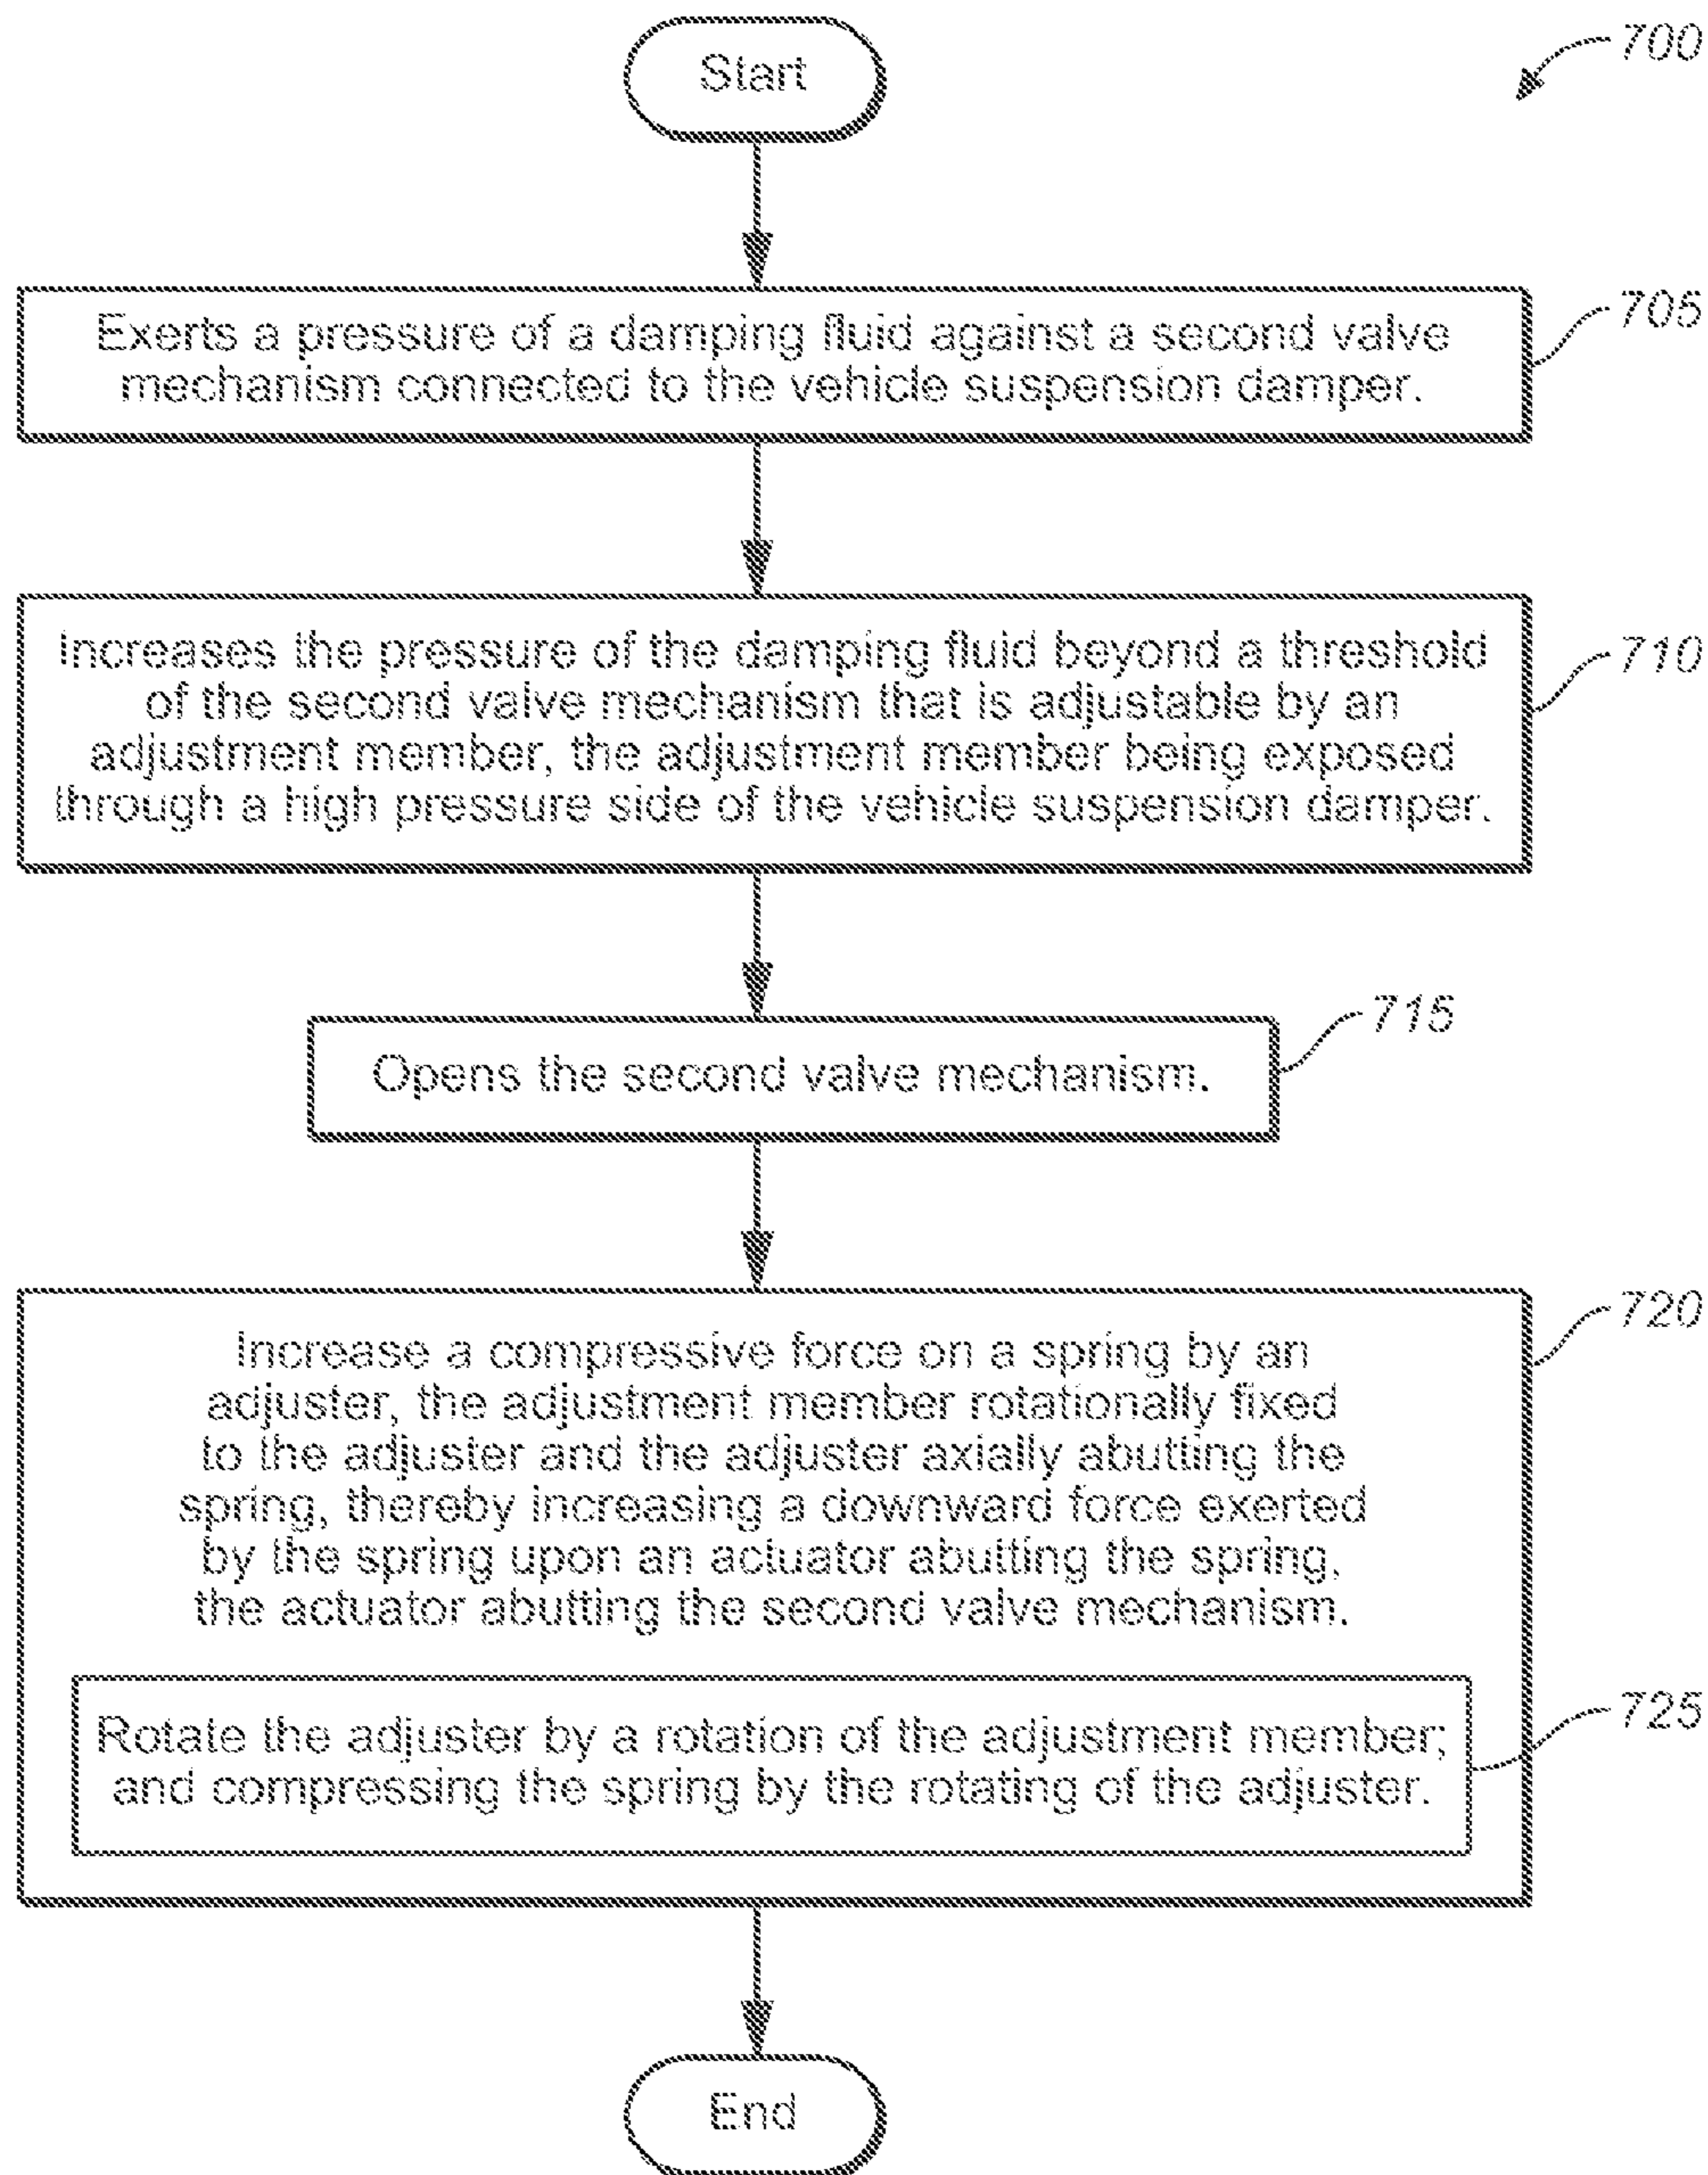 Start
700
Exerts a pressure of a damping fluid against a second valve
mechanism connected to the vehicle suspension damper.
705
Increases the pressure of the damping fluid beyond a threshold
of the second valve mechanism that is adjustable by an
adjustment member, the adjustment member being exposed
through a high pressure side of the vehicle suspension damper.
710
Opens the second valve mechanism.
715
Increase a compressive force on a spring by an
adjuster, the adjustment member rotationally fixed
to the adjuster and the adjuster axially abutting the
spring, thereby increasing a downward force exerted
by the spring upon an actuator abutting the spring,
the actuator abutting the second valve mechanism.
720
Rotate the adjuster by a rotation of the adjustment member;
and compressing the spring by the rotating of the adjuster.
725
End